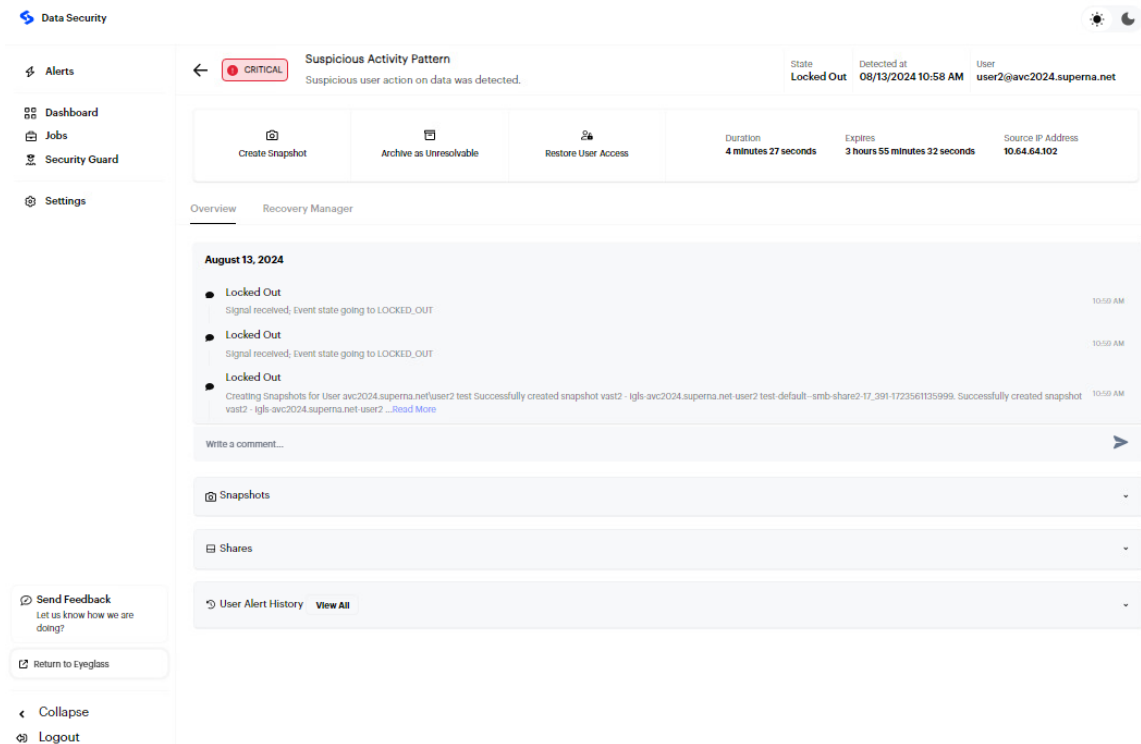 Data Security
Alerts
Dashboard
Jobs
Security Guard
Settings
CRITICAL
Suspicious Activity Pattern
Suspicious user action on data was detected.
State
Locked Out
Detected at
08/13/2024 10:58 AM
User
user2@avc2024.superna.net
Create Snapshot
Archive as Unresolvable
Restore User Access
Duration
4 minutes 27 seconds
Expires
3 hours 55 minutes 32 seconds
Source IP Address
10.64.64.102
Overview
Recovery Manager
August 13, 2024
Locked Out
Signal received; Event state going to LOCKED_OUT
10:59 AM
Locked Out
Signal received; Event state going to LOCKED_OUT
10:59 AM
Locked Out
Creating Snapshots for User avc2024.superna.net\user2 test Successfully created snapshot vast2 - igls-avc2024.superna.net-user2 test-default--smb-share2-17_391-1723561135999. Successfully created snapshot
vast2 - igls-avc2024.superna.net-user2 ...Read More
10:59 AM
Write a comment...
Snapshots
Shares
User Alert History View All
Send Feedback
Let us know how we are
doing?
Return to Eyeglass
Collapse
Logout